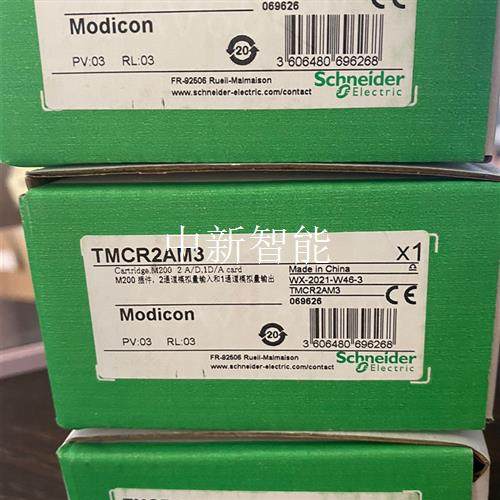 069626
Modicon
20
PV:03 RL:03
3 606480 696268
FR-92506 Rueil-Malmaison
www.schneider-electric.com/contact
Schneider
Electric
中新智能
TMCR2AM3
x1
Cartridge,M200 2 A/D,1D/A card
M200 插件, 2通道模拟量输入和1通道模拟量输出
Made in China
WX-2021-W46-3
TMCR2AM3
069626
CE
Modicon
20
PV:03 RL:03
3 606480 696268
FR-92506 Rueil-Malmaison
www.schneider-electric.com/contact
Schneider
Electric